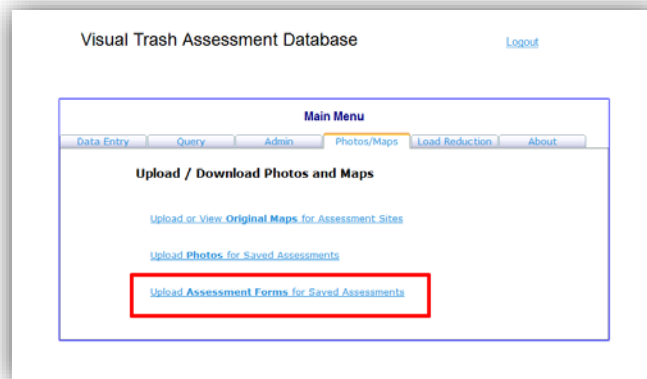 Visual Trash Assessment Database
Logout
Main Menu
Data Entry Query Admin Photos/Maps Load Reduction About
Upload / Download Photos and Maps
Upload or View Original Maps for Assessment Sites
Upload Photos for Saved Assessments
Upload Assessment Forms for Saved Assessments